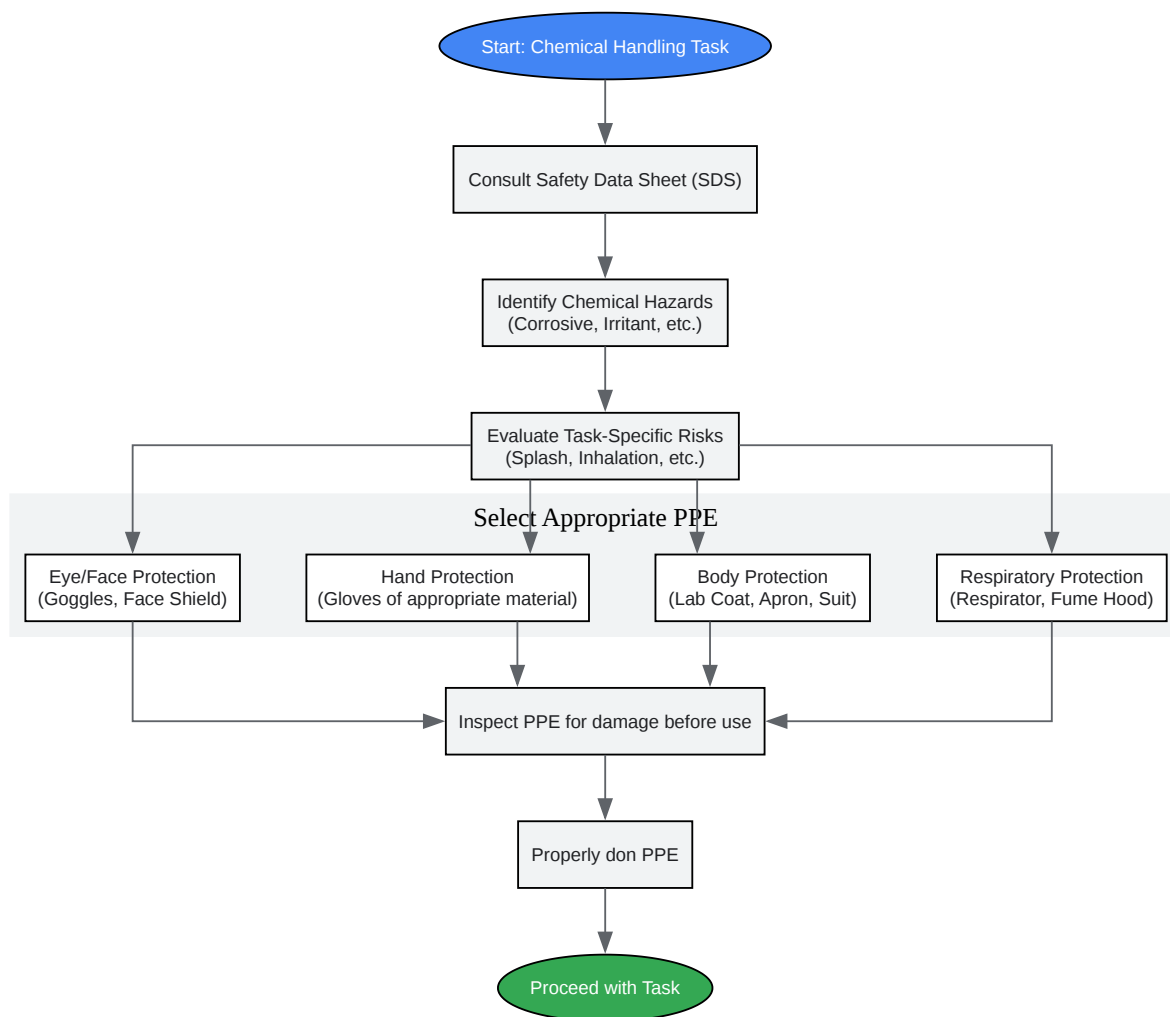 Start: Chemical Handling Task
Consult Safety Data Sheet (SDS)
Identify Chemical Hazards
(Corrosive, Irritant, etc.)
Evaluate Task-Specific Risks
(Splash, Inhalation, etc.)
Select Appropriate PPE
Eye/Face Protection
(Goggles, Face Shield)
Hand Protection
(Gloves of appropriate material)
Body Protection
(Lab Coat, Apron, Suit)
Respiratory Protection
(Respirator, Fume Hood)
Inspect PPE for damage before use
Properly don PPE
Proceed with Task